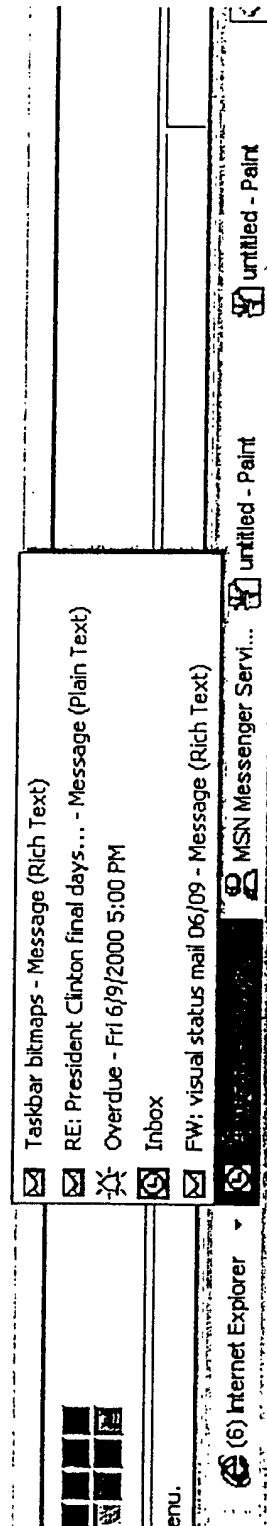 Taskbar bitmaps - Message (Rich Text)
RE: President Clinton final days... - Message (Plain Text)
Overdue - Fri 6/9/2000 5:00 PM
Inbox
FW: visual status mail 06/09 - Message (Rich Text)
enu.
(6) Internet Explorer
MSN Messenger Servi...
untitled - Paint
untitled - Paint